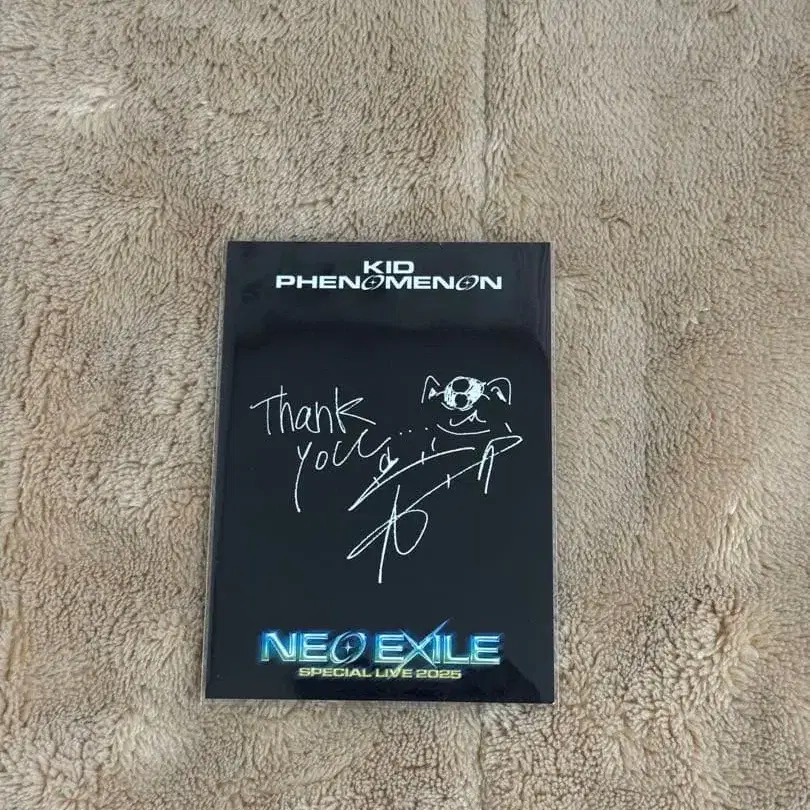 KID
PHENOMENON
Thank
you
NEO EXILE
SPECIAL LIVE 2025